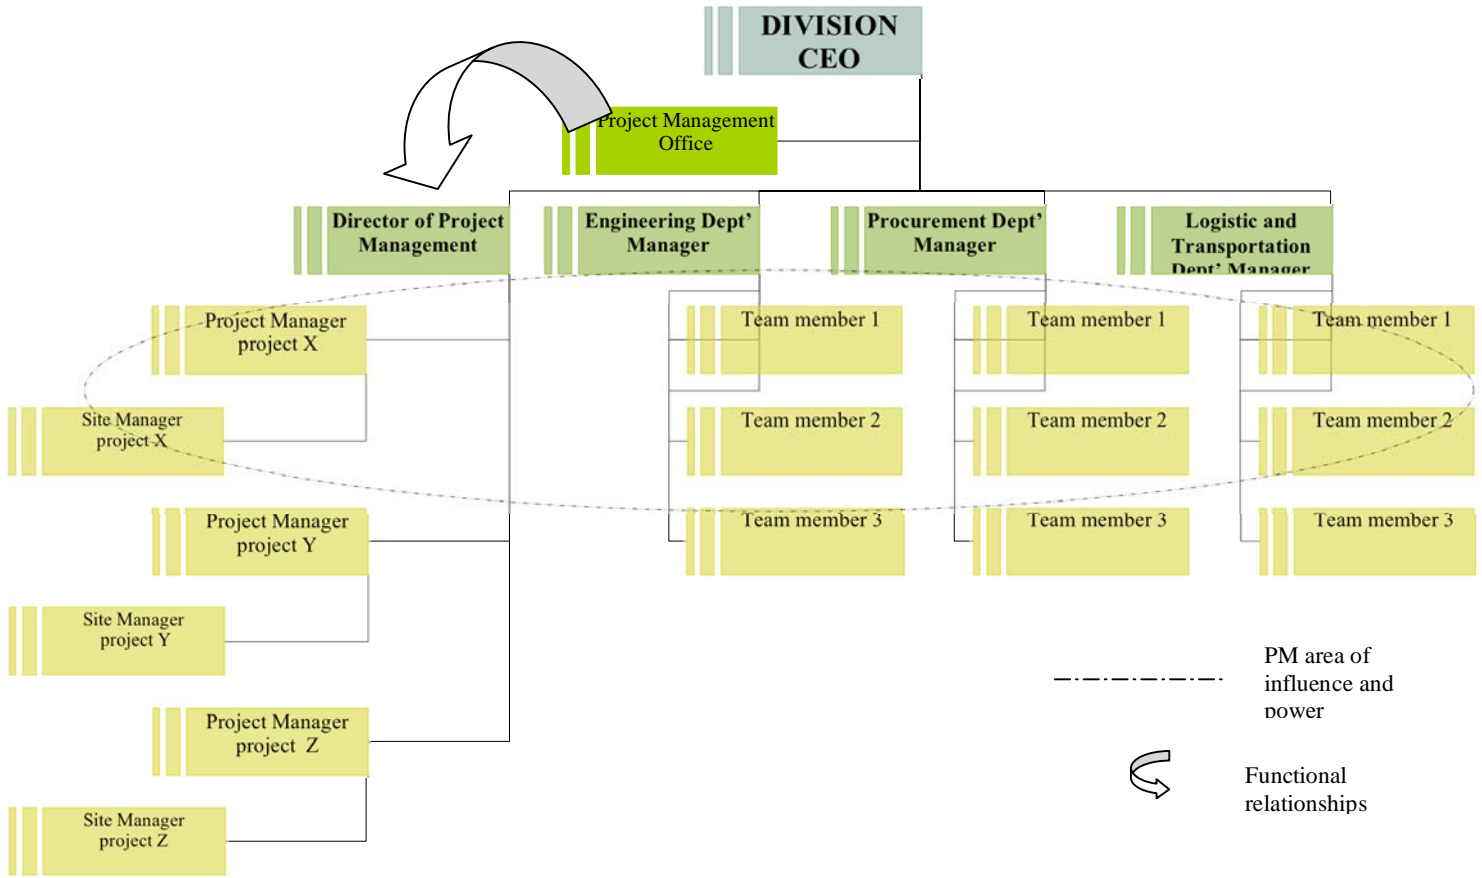 DIVISION
CEO
Project Management
Office
Director of Project
Management
Engineering Dept’
Manager
Procurement Dept’
Manager
Logistic and
Transportation
Dept’ Manager
Project Manager
project X
Team member 1
Team member 1
Team member 1
Site Manager
project X
Team member 2
Team member 2
Team member 2
Project Manager
project Y
Team member 3
Team member 3
Team member 3
Site Manager
project Y
PM area of
influence and
power
Project Manager
project Z
Functional
relationships
Site Manager
project Z